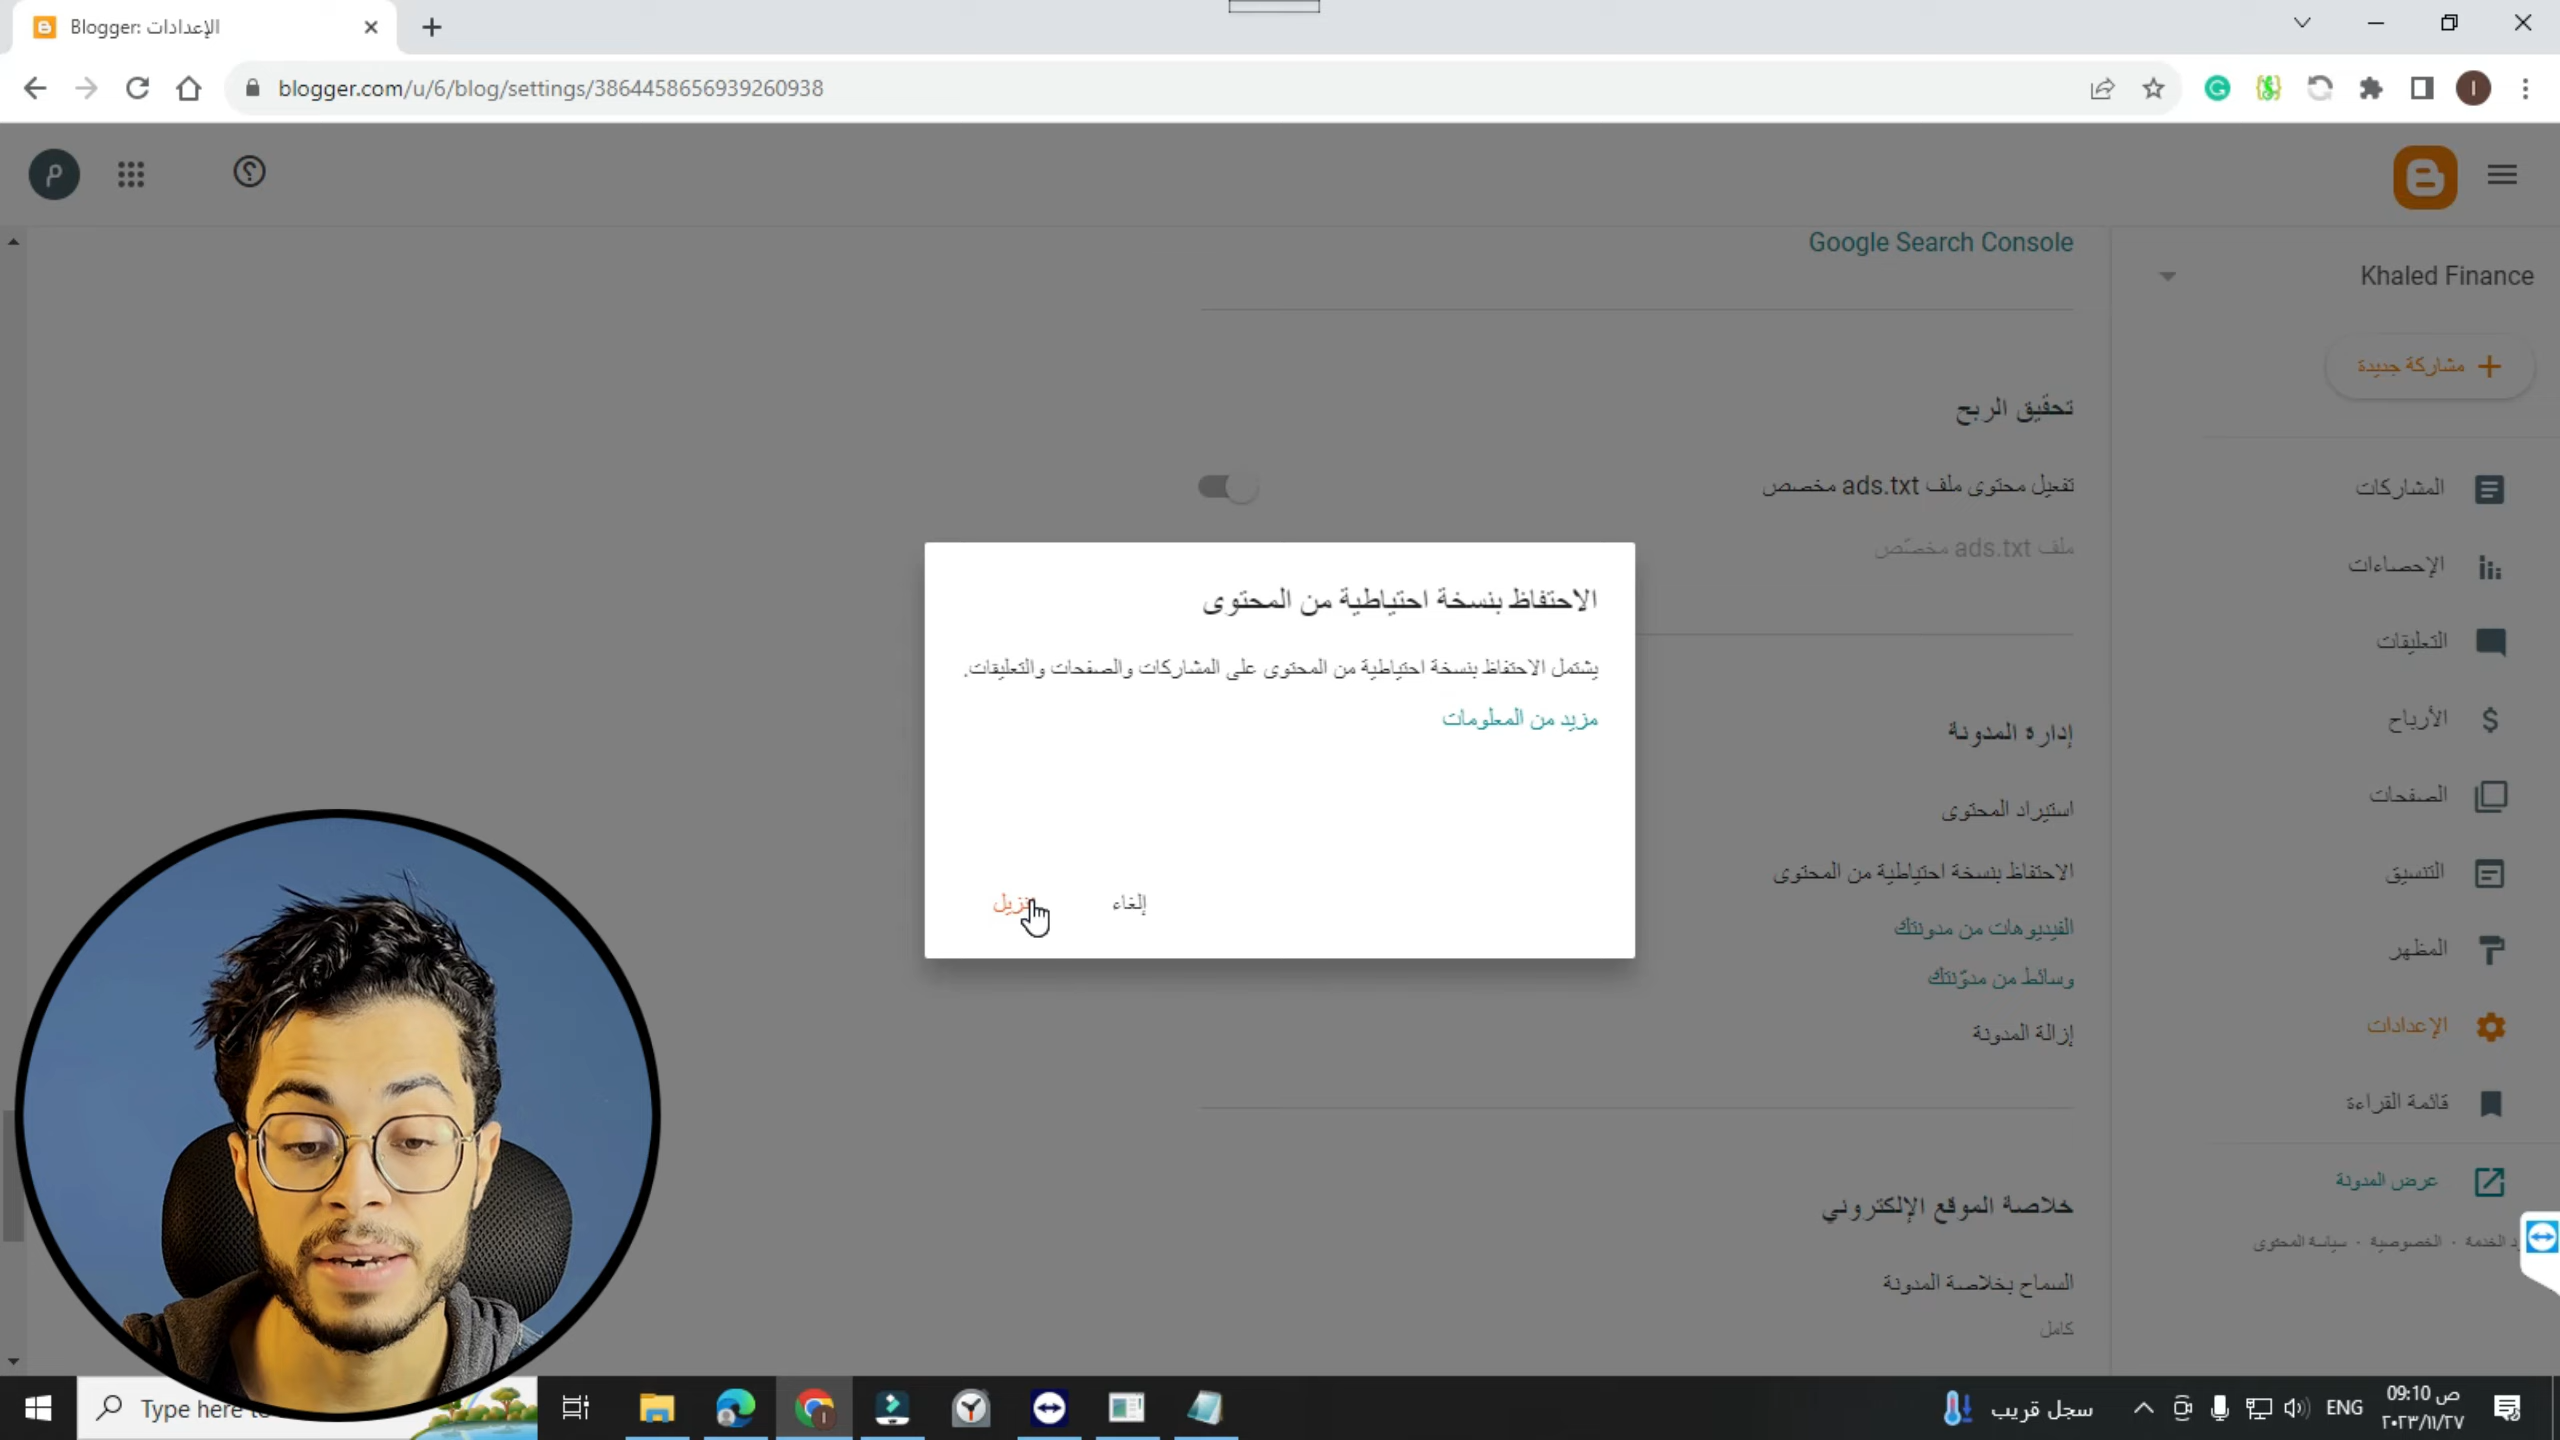 Blogger: الإعدادات
blogger.com/u/6/blog/settings/3864458656939260938
Khaled Finance
مشاركة جديدة
المشاركات
الإحصاءات
التعليقات
الأرباح
الصفحات
التنسيق
المظهر
الإعدادات
قائمة القراءة
عرض المدونة
الخدمة · الخصوصية · سياسة المحتوى
Google Search Console
تحقيق الربح
تفعيل محتوى ملف ads.txt مخصص
ملف ads.txt مخصّص
إدارة المدونة
استيراد المحتوى
الاحتفاظ بنسخة احتياطية من المحتوى
الفيديوهات من مدونتك
وسائط من مدوّنتك
إزالة المدونة
خلاصة الموقع الإلكتروني
السماح بخلاصة المدونة
كامل
الاحتفاظ بنسخة احتياطية من المحتوى
يشتمل الاحتفاظ بنسخة احتياطية من المحتوى على المشاركات والصفحات والتعليقات.
مزيد من المعلومات
إلغاء
تنزيل
Type here to
سجل قريب
ENG
09:10 ص
٢٠٢٣/١١/٢٧